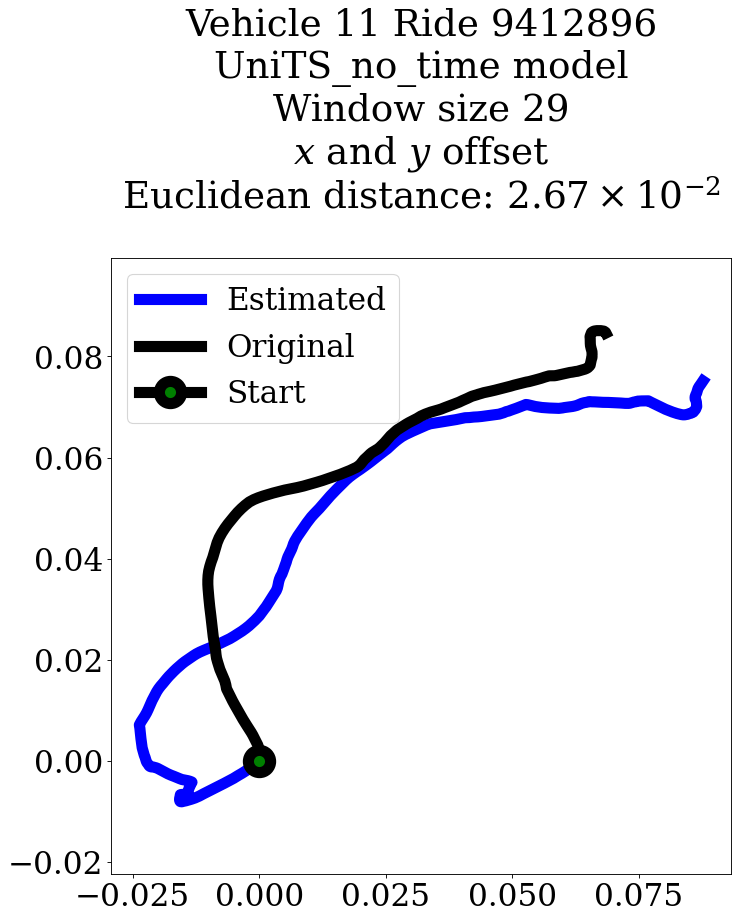 Vehicle 11 Ride 9412896
UniTS_no_time model
Window size 29
x and y offset
Euclidean distance: 2.67 × 10⁻²
Estimated
Original
Start
0.08
0.06
0.04
0.02
0.00
−0.02
−0.025 0.000 0.025 0.050 0.075